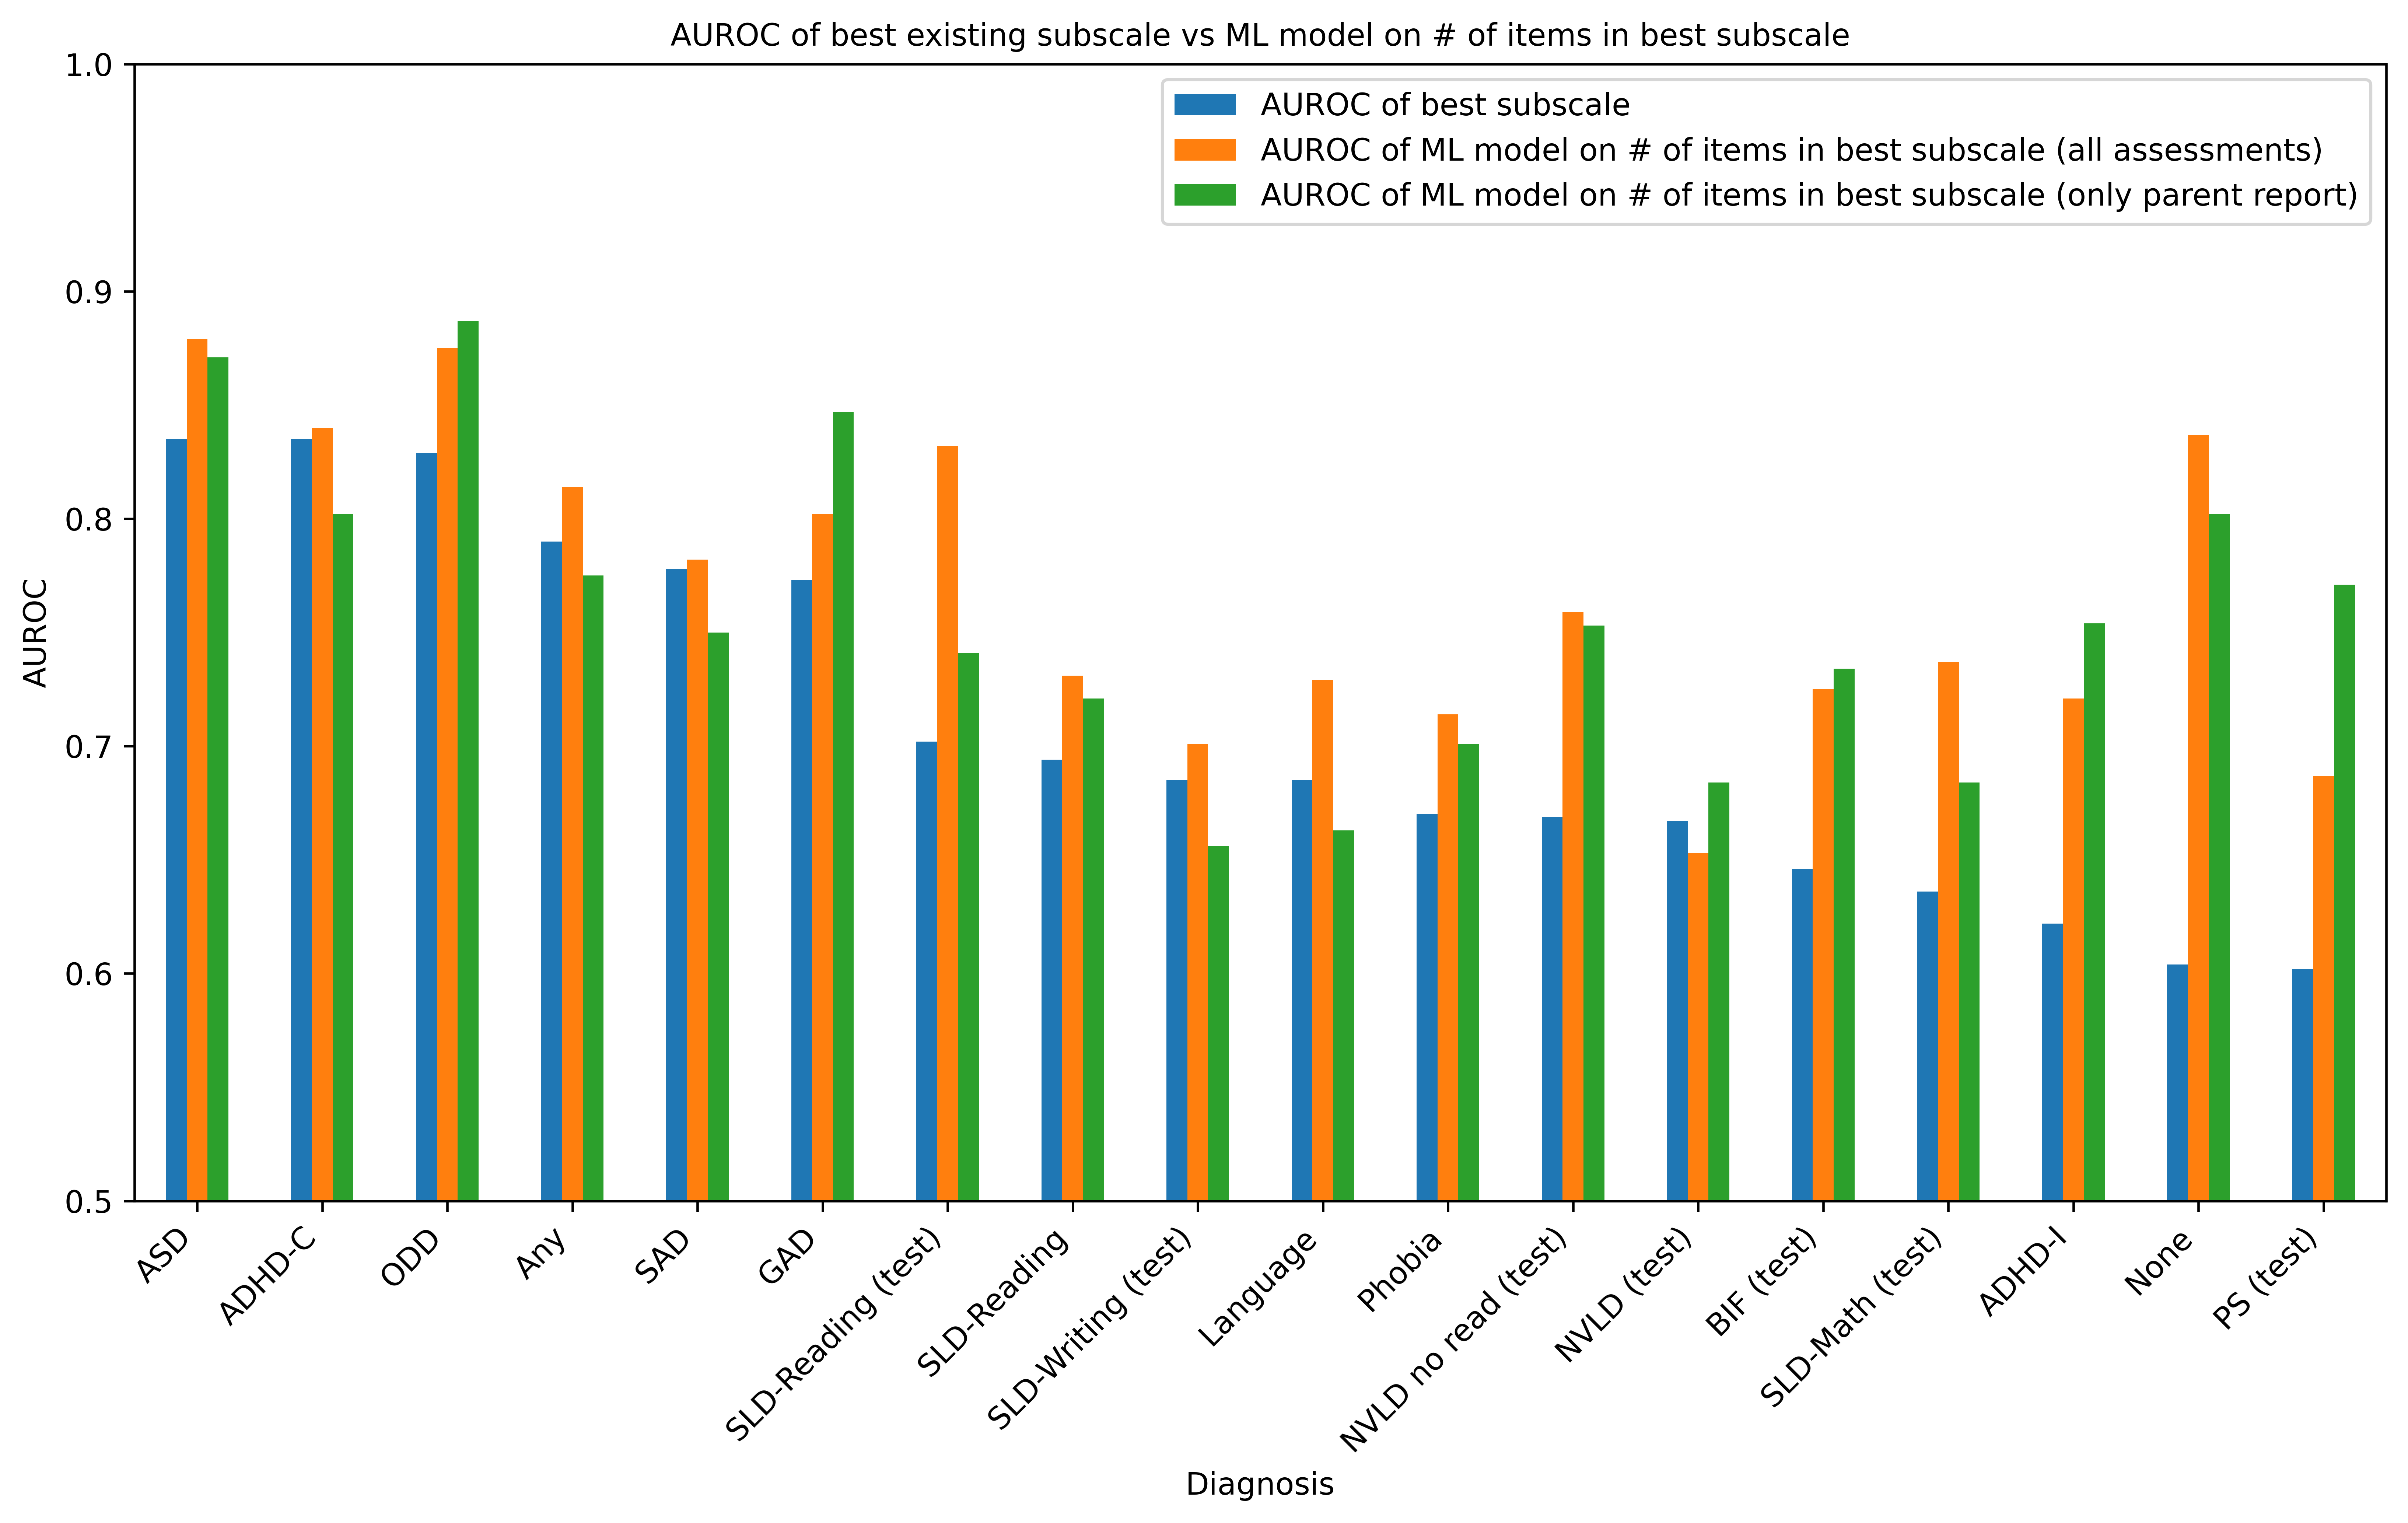 AUROC of best existing subscale vs ML model on # of items in best subscale
AUROC of best subscale
AUROC of ML model on # of items in best subscale (all assessments)
AUROC of ML model on # of items in best subscale (only parent report)
1.0
0.9
0.8
0.7
0.6
0.5
AUROC
ASD
ADHD-C
ODD
Any
SAD
GAD
SLD-Reading (test)
SLD-Reading
SLD-Writing (test)
Language
Phobia
NVLD no read (test)
NVLD (test)
BIF (test)
SLD-Math (test)
ADHD-I
None
PS (test)
Diagnosis